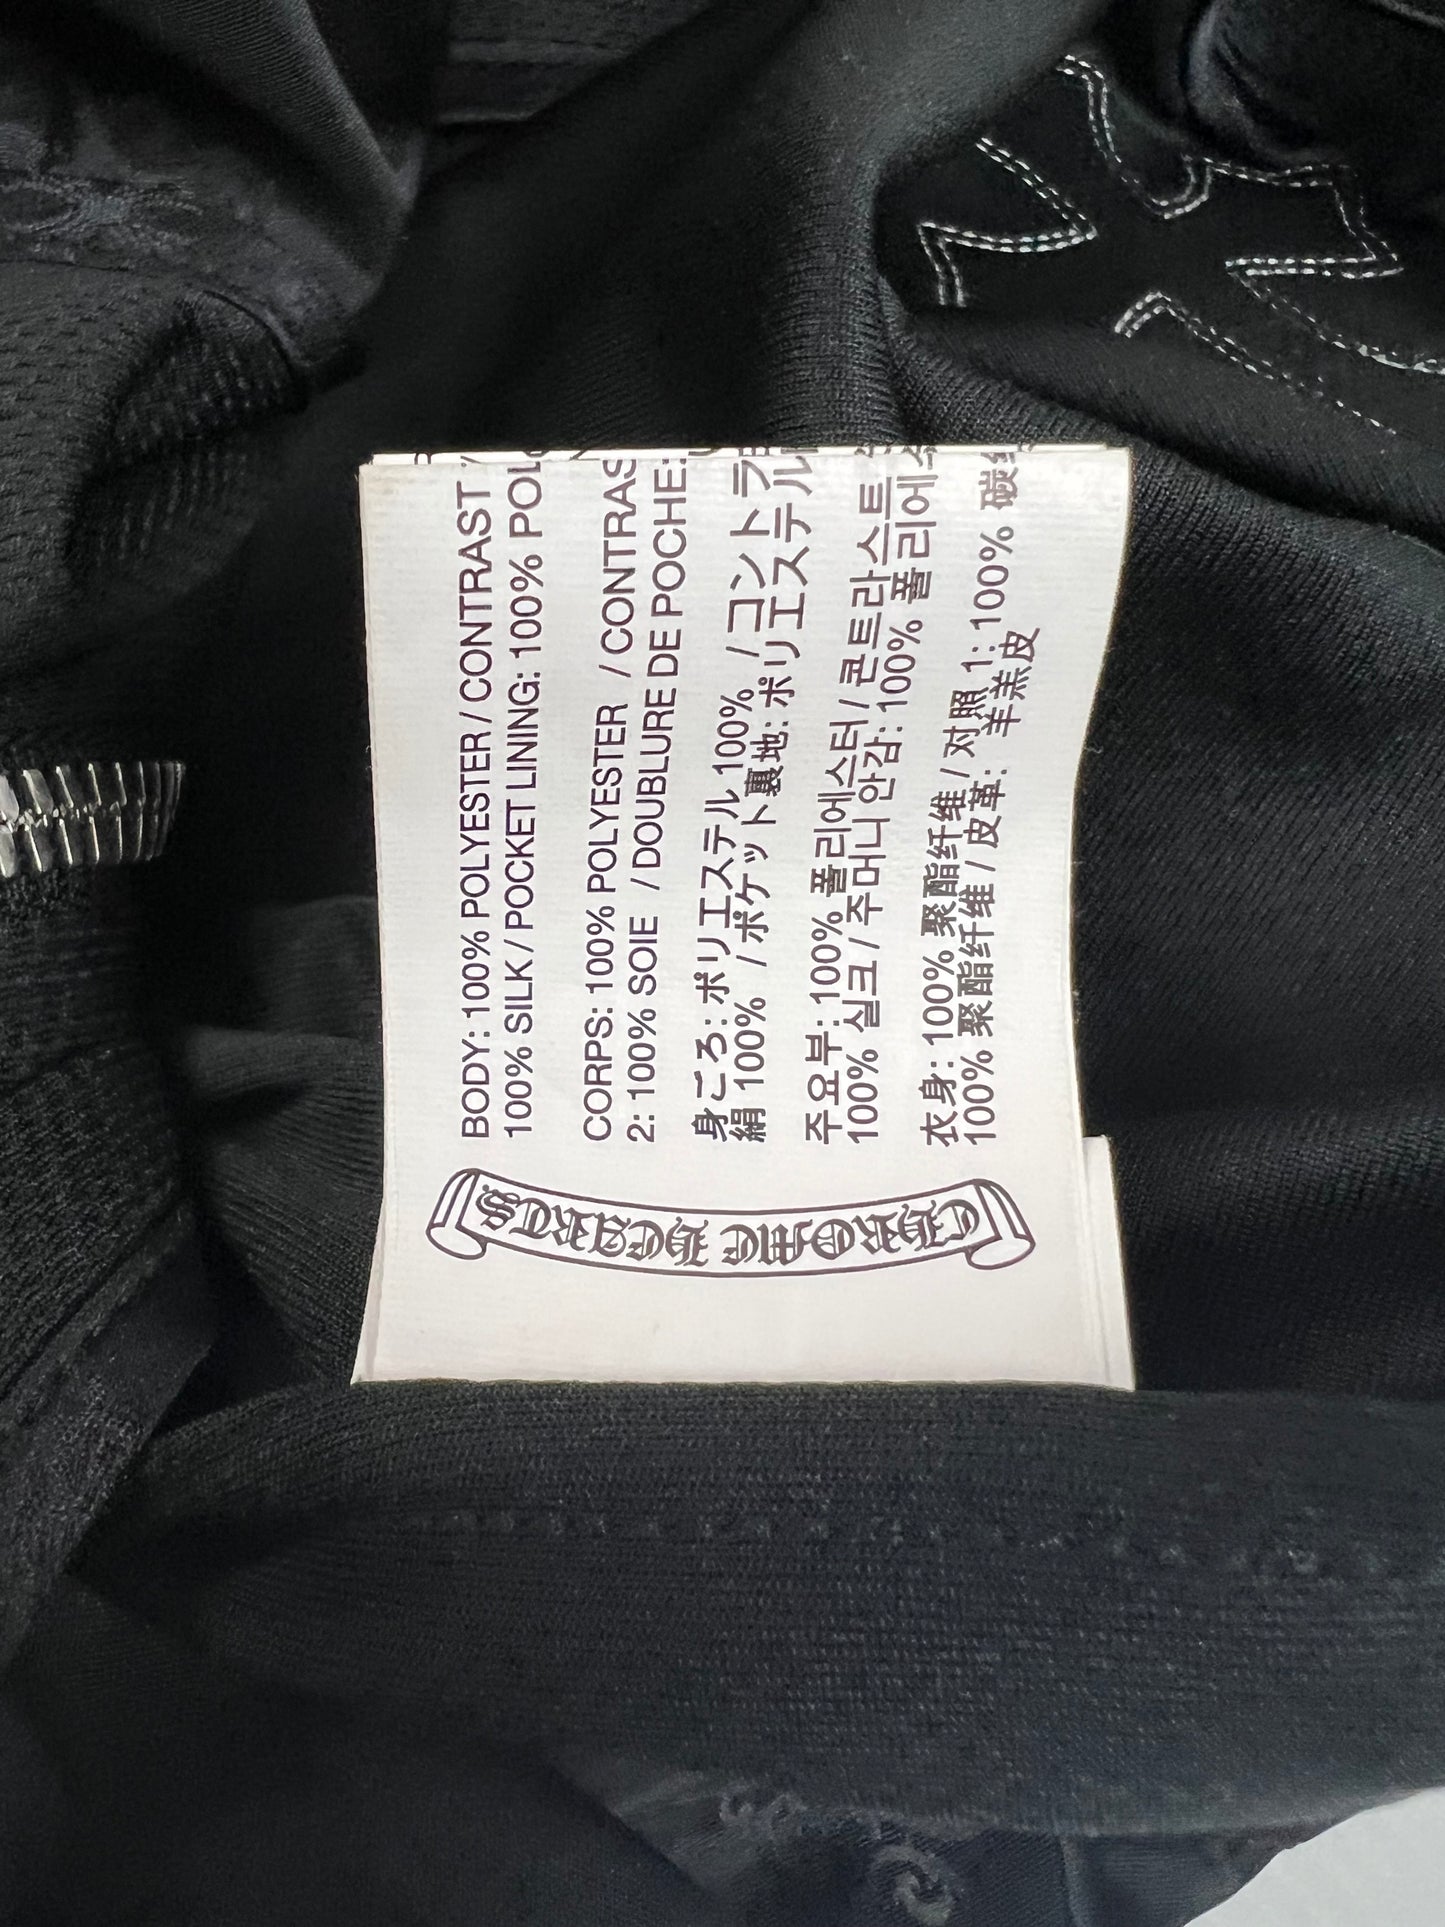 BODY: 100% POLYESTER / CONTRAST
100% SILK / POCKET LINING: 100%
CORPS: 100% POLYESTER / CONTRAS
2: 100% SOIE / DOUBLURE DE POCHE:
身ごろ: ポリエステル 100% / コントラ
絹 100% / ポケット裏地: ポリエステル
주요부: 100% 폴리에스터 / 콘트라스트
100% 실크 / 주머니 안감: 100% 폴리에스
衣身: 100% 聚酯纤维 / 对照 1: 100% 碳
100% 聚酯纤维 / 皮革: 羊羔皮
CHROME HEARTS